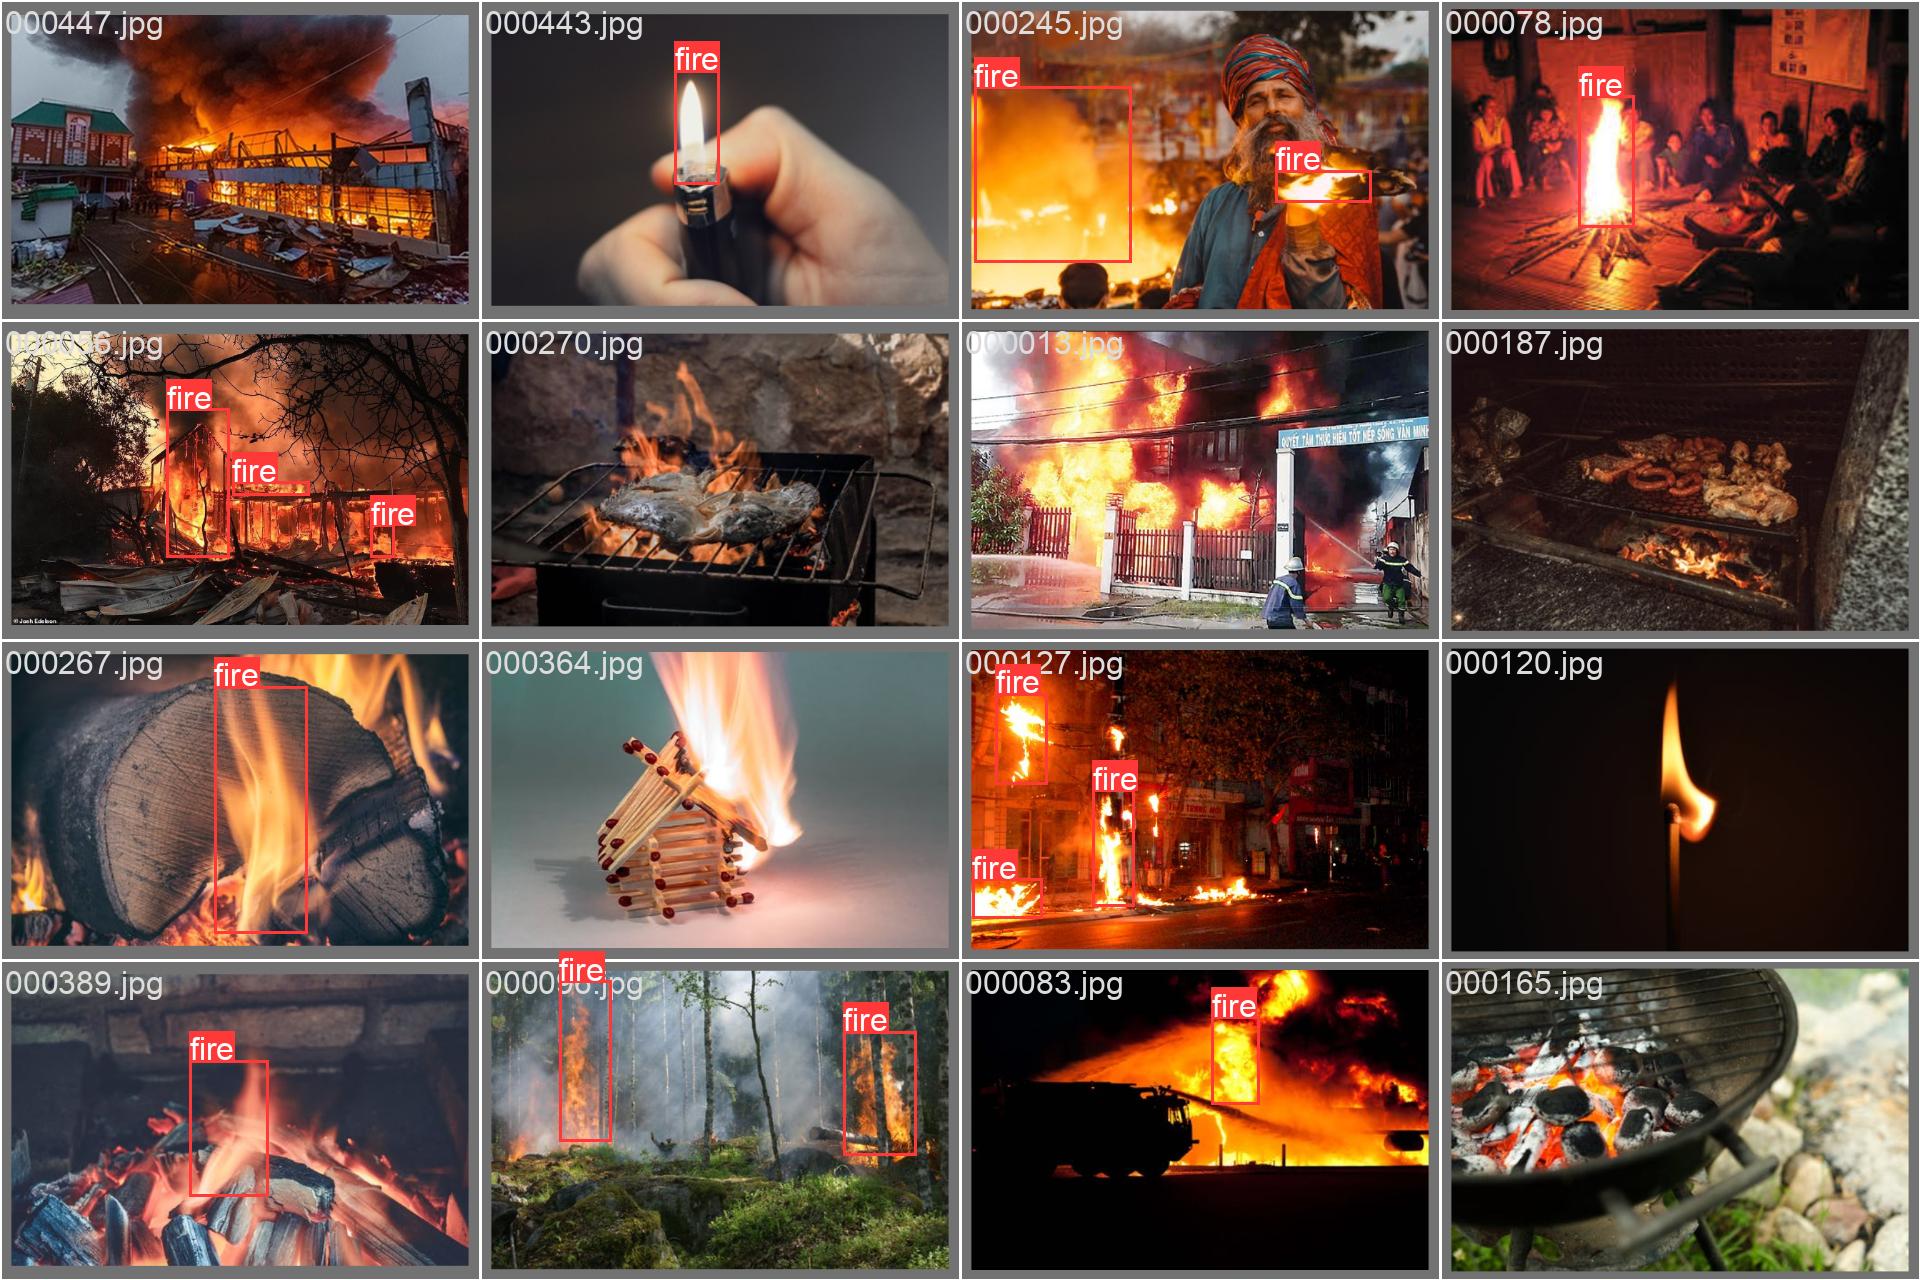 000447.jpg
000443.jpg
fire
000245.jpg
fire
fire
000078.jpg
fire
fire
fire
fire
000270.jpg
000013.jpg
QUYẾT TÂM THỰC HIỆN TỐT NẾP SỐNG VĂN MINH
000187.jpg
000267.jpg
fire
000364.jpg
000127.jpg
fire
fire
fire
000120.jpg
000389.jpg
fire
fire
fire
000083.jpg
fire
000165.jpg